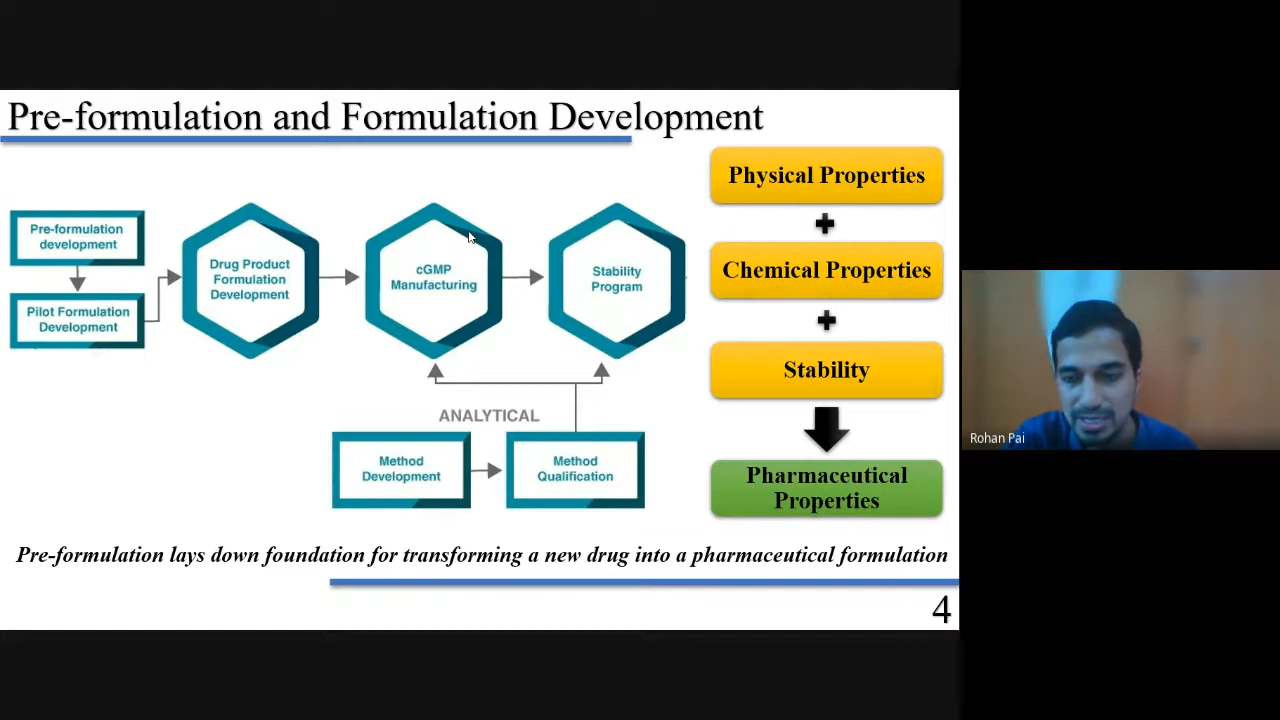 Pre-formulation and Formulation Development
Pre-formulation
development
Pilot Formulation
Development
Drug Product
Formulation
Development
cGMP
Manufacturing
Stability
Program
ANALYTICAL
Method
Development
Method
Qualification
Physical Properties
+
Chemical Properties
+
Stability
Pharmaceutical
Properties
Pre-formulation lays down foundation for transforming a new drug into a pharmaceutical formulation
4
Rohan Pai